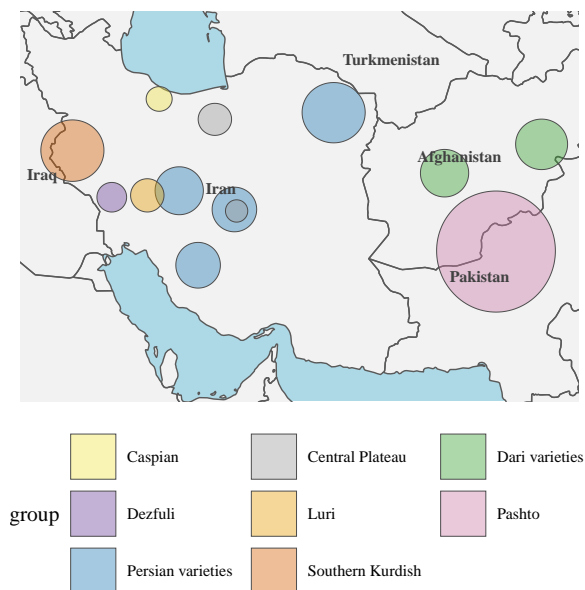 Turkmenistan
Afghanistan
Iraq
Iran
Pakistan
group
Caspian
Central Plateau
Dari varieties
Dezfuli
Luri
Pashto
Persian varieties
Southern Kurdish